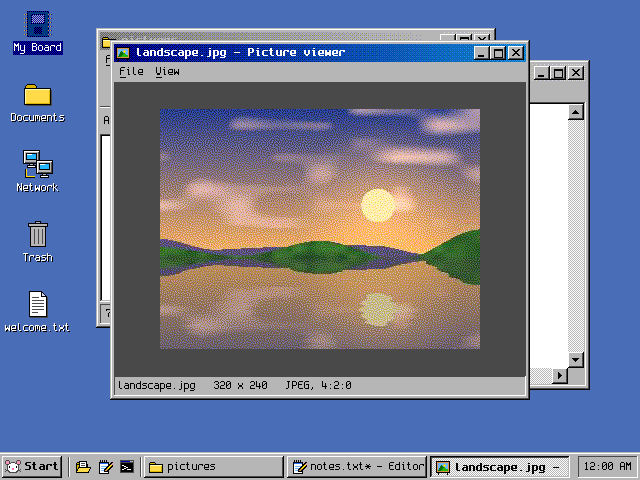 My Board
Documents
Network
Trash
welcome.txt
landscape.jpg - Picture viewer
File View
landscape.jpg 320 x 240 JPEG, 4:2:0
Start
pictures
notes.txt* - Editor
landscape.jpg -
12:00 AM